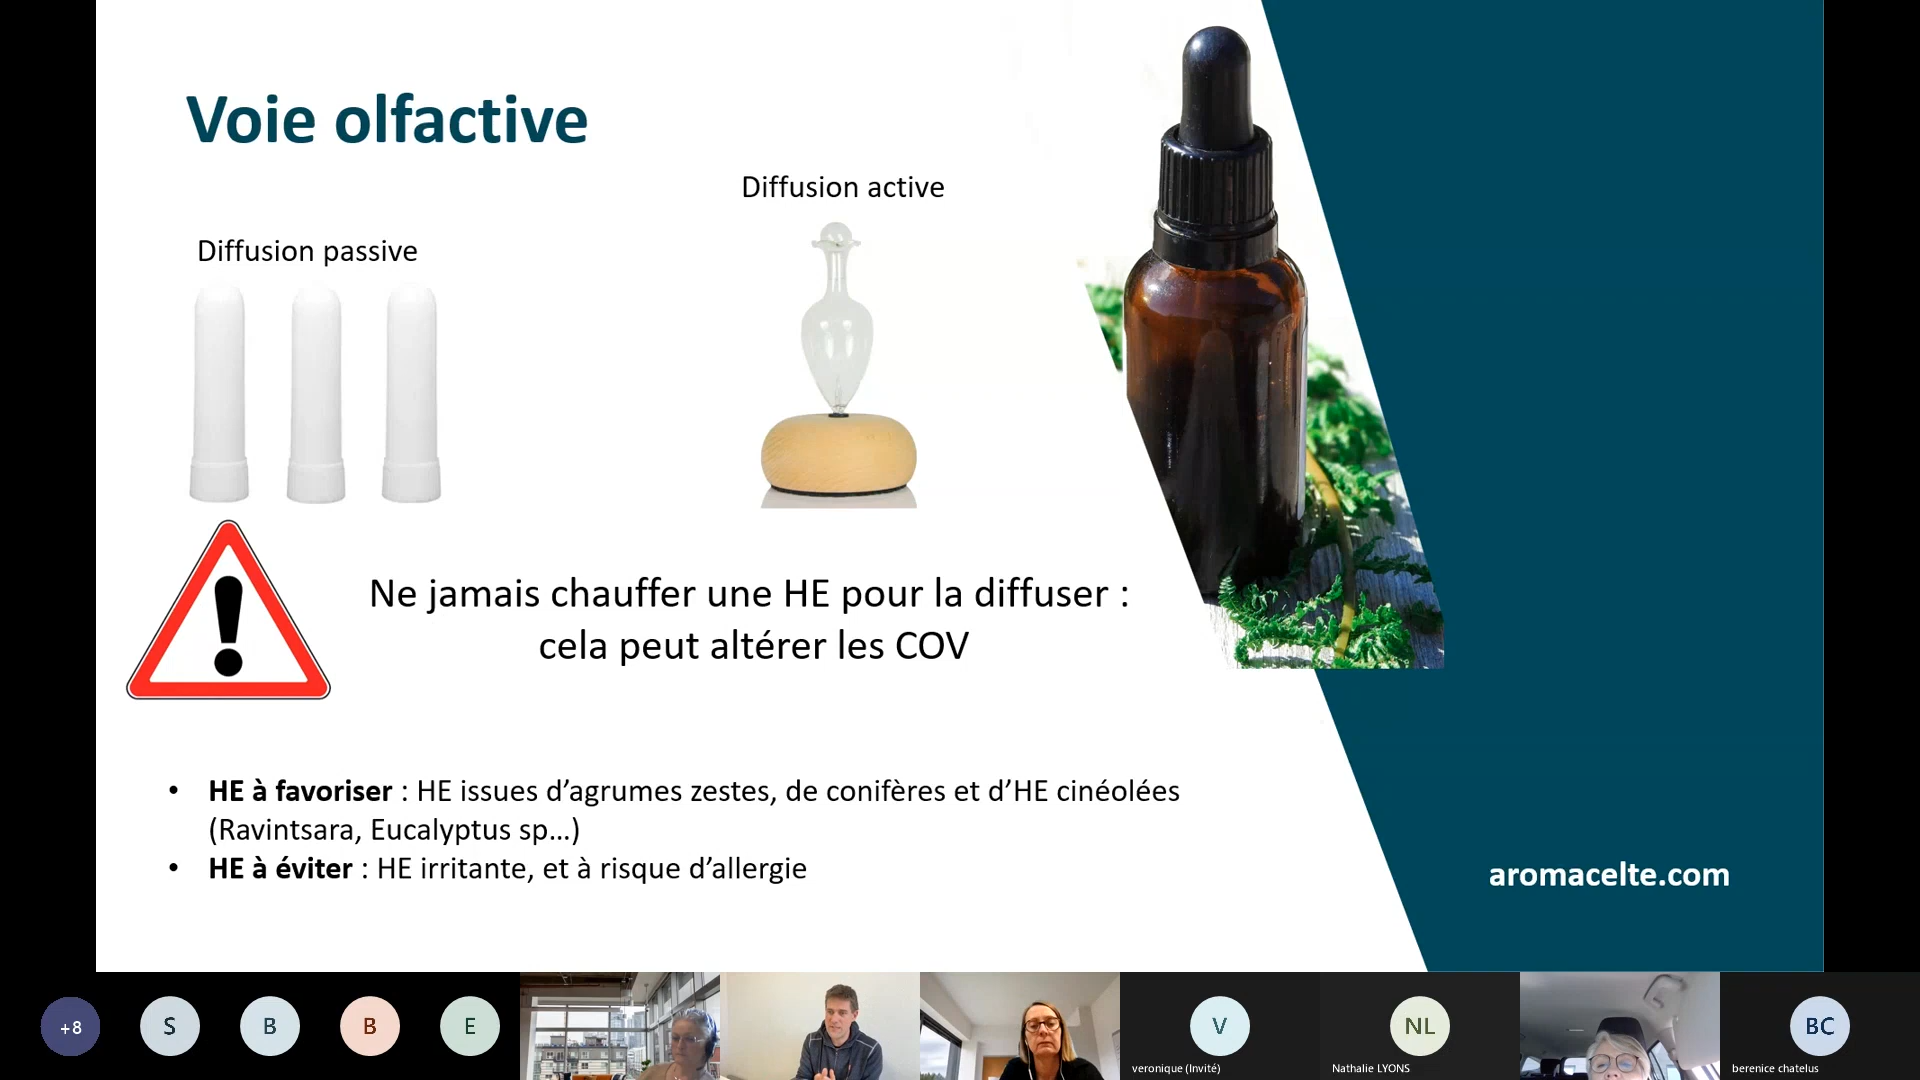 Voie olfactive
Diffusion active
Diffusion passive
Ne jamais chauffer une HE pour la diffuser :
cela peut altérer les COV
• HE à favoriser : HE issues d’agrumes zestes, de conifères et d’HE cinéolées
(Ravintsara, Eucalyptus sp…)
• HE à éviter : HE irritante, et à risque d’allergie
aromacelte.com
+8
S
B
B
E
V
NL
BC
veronique (Invité)
Nathalie LYONS
berenice chatelus